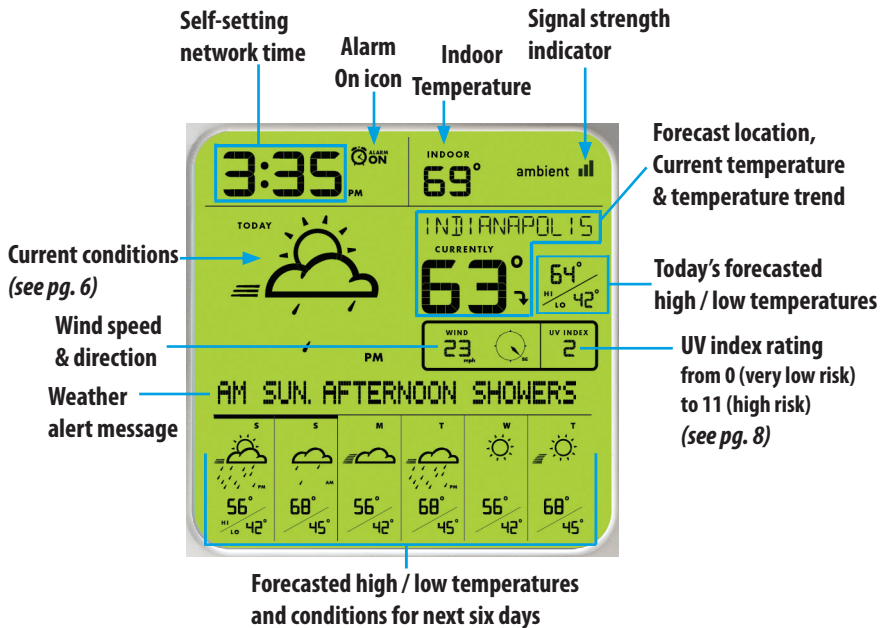 Self-setting
network time
Alarm
On icon
Indoor
Temperature
Signal strength
indicator
3:35 PM
ALARM
ON
INDOOR
69°
ambient
Forecast location,
Current temperature
& temperature trend
TODAY
INDIANAPOLIS
CURRENTLY
63°
64°
HI
LO 42°
Current conditions
(see pg. 6)
Today's forecasted
high / low temperatures
Wind speed
& direction
PM
WIND
23 mph
SE
UV INDEX
2
UV index rating
from 0 (very low risk)
to 11 (high risk)
(see pg. 8)
Weather
alert message
AM SUN. AFTERNOON SHOWERS
S S M T W T
PM AM PM
56° 68° 56° 68° 56° 68°
HI
LO 42° 45° 42° 45° 42° 45°
Forecasted high / low temperatures
and conditions for next six days